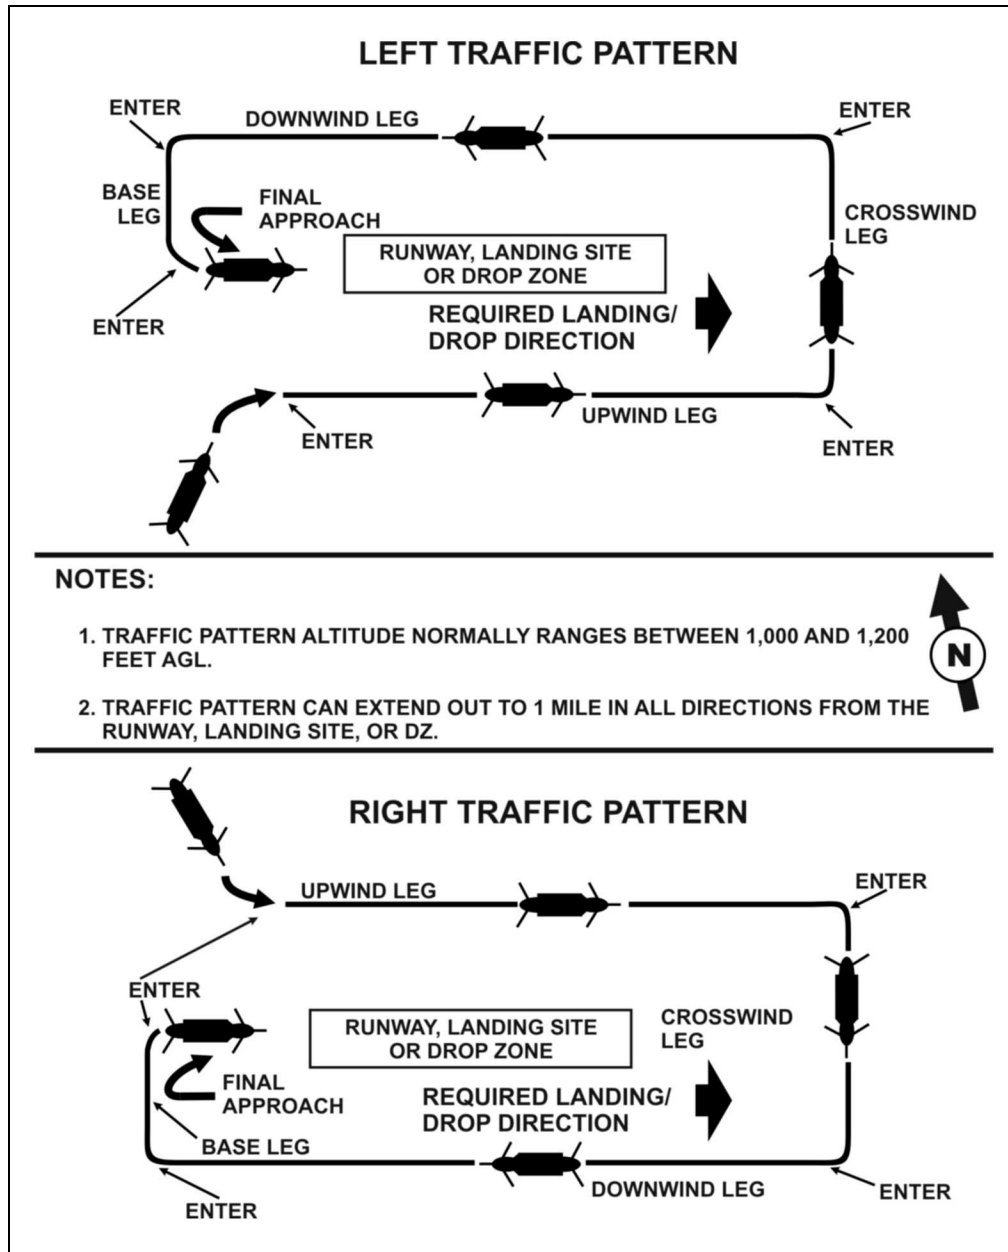 LEFT TRAFFIC PATTERN
ENTER
DOWNWIND LEG
ENTER
BASE
LEG
FINAL
APPROACH
CROSSWIND
LEG
RUNWAY, LANDING SITE
OR DROP ZONE
REQUIRED LANDING/
DROP DIRECTION
ENTER
UPWIND LEG
ENTER
ENTER
NOTES:
1. TRAFFIC PATTERN ALTITUDE NORMALLY RANGES BETWEEN 1,000 AND 1,200
FEET AGL.
N
2. TRAFFIC PATTERN CAN EXTEND OUT TO 1 MILE IN ALL DIRECTIONS FROM THE
RUNWAY, LANDING SITE, OR DZ.
RIGHT TRAFFIC PATTERN
UPWIND LEG
ENTER
ENTER
RUNWAY, LANDING SITE
OR DROP ZONE
CROSSWIND
LEG
FINAL
APPROACH
REQUIRED LANDING/
DROP DIRECTION
BASE LEG
DOWNWIND LEG
ENTER
ENTER